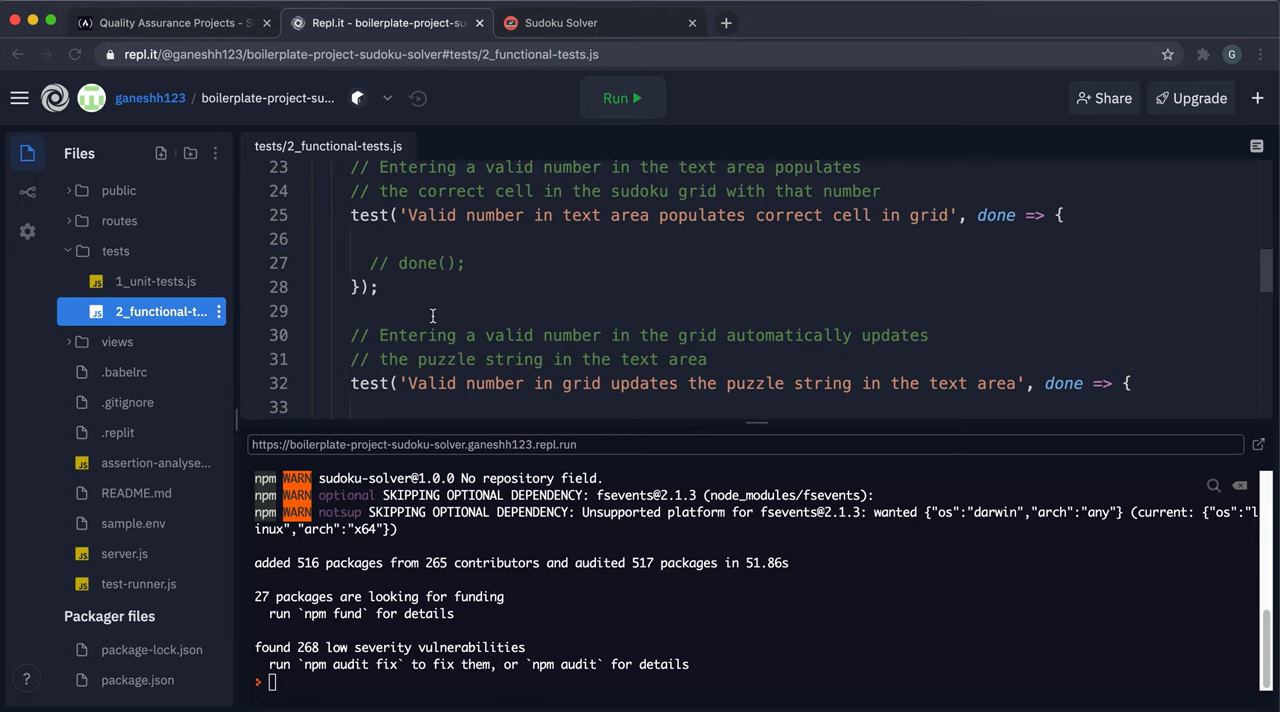 Quality Assurance Projects - S
Repl.it - boilerplate-project-su
Sudoku Solver
repl.it/@ganeshh123/boilerplate-project-sudoku-solver#tests/2_functional-tests.js
G
ganeshh123 / boilerplate-project-su...
Run
Share
Upgrade
Files
public
routes
tests
JS 1_unit-tests.js
JS 2_functional-t...
views
.babelrc
.gitignore
.replit
JS assertion-analyse...
README.md
sample.env
JS server.js
JS test-runner.js
Packager files
package-lock.json
package.json
?
tests/2_functional-tests.js
23 // Entering a valid number in the text area populates
24 // the correct cell in the sudoku grid with that number
25 test('Valid number in text area populates correct cell in grid', done => {
26
27 // done();
28 });
29
30 // Entering a valid number in the grid automatically updates
31 // the puzzle string in the text area
32 test('Valid number in grid updates the puzzle string in the text area', done => {
33
https://boilerplate-project-sudoku-solver.ganeshh123.repl.run
npm WARN sudoku-solver@1.0.0 No repository field.
npm WARN optional SKIPPING OPTIONAL DEPENDENCY: fsevents@2.1.3 (node_modules/fsevents):
npm WARN notsup SKIPPING OPTIONAL DEPENDENCY: Unsupported platform for fsevents@2.1.3: wanted {"os":"darwin","arch":"any"} (current: {"os":"l
inux","arch":"x64"})
added 516 packages from 265 contributors and audited 517 packages in 51.86s
27 packages are looking for funding
run `npm fund` for details
found 268 low severity vulnerabilities
run `npm audit fix` to fix them, or `npm audit` for details